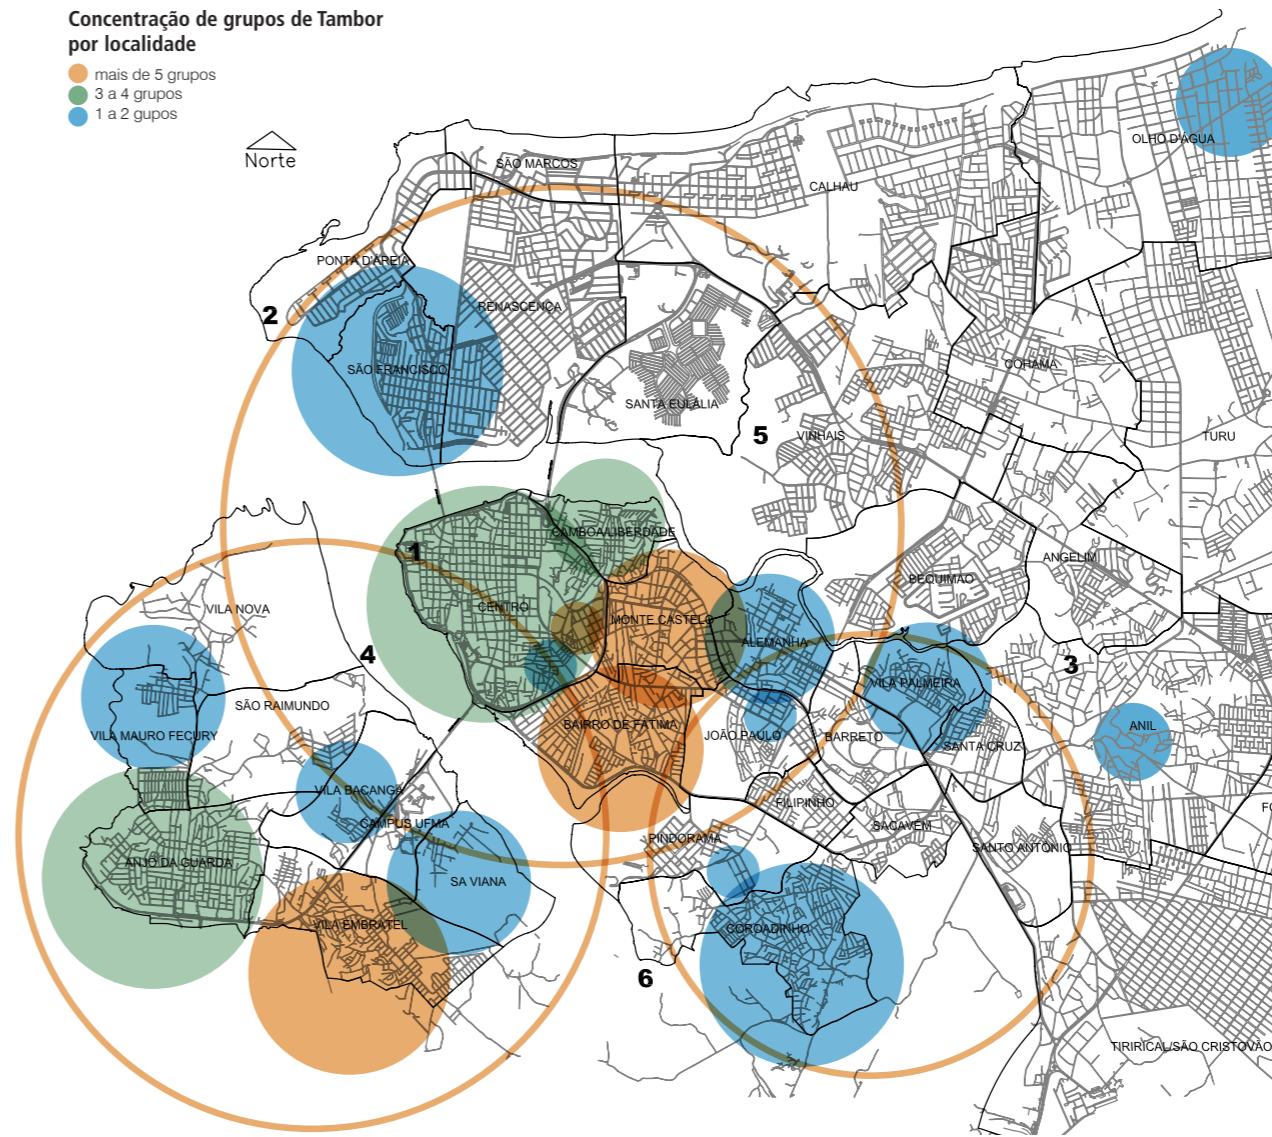 Concentração de grupos de Tambor
por localidade
mais de 5 grupos
3 a 4 grupos
1 a 2 gupos
Norte
OLHO D'ÁGUA
SÃO MARCOS
CALHAU
PONTA D'AREIA
2
RENASCENÇA
SÃO FRANCISCO
COHAMA
SANTA EULÁLIA
5
VINHAIS
TURU
CAMBOA/LIBERDADE
1
ANGELIM
BEQUIMÃO
VILA NOVA
CENTRO
MONTE CASTELO
ALEMANHA
4
3
VILA PALMEIRA
SÃO RAIMUNDO
BAIRRO DE FÁTIMA
ANIL
VILA MAURO FECURY
JOÃO PAULO
BARRETO
SANTA CRUZ
VILA BACANGA
FILIPINHO
FO
CAMPUS UFMA
SACAVÉM
PINDORAMA
SANTO ANTÔNIO
ANJO DA GUARDA
SA VIANA
VILA EMBRATEL
COROADINHO
6
TIRIRICAL/SÃO CRISTOVÃO